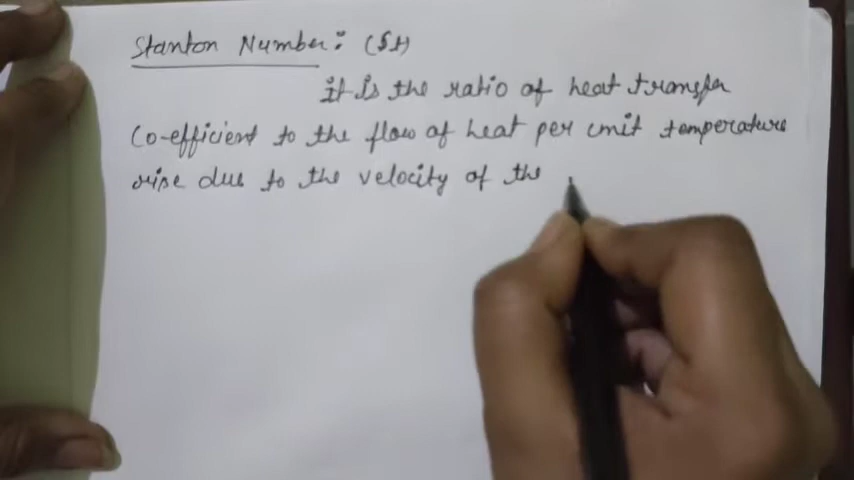 Stanton Number: (St)
it is the ratio of heat transfer
Co-efficient to the flow of heat per unit temperature
rise due to the velocity of the